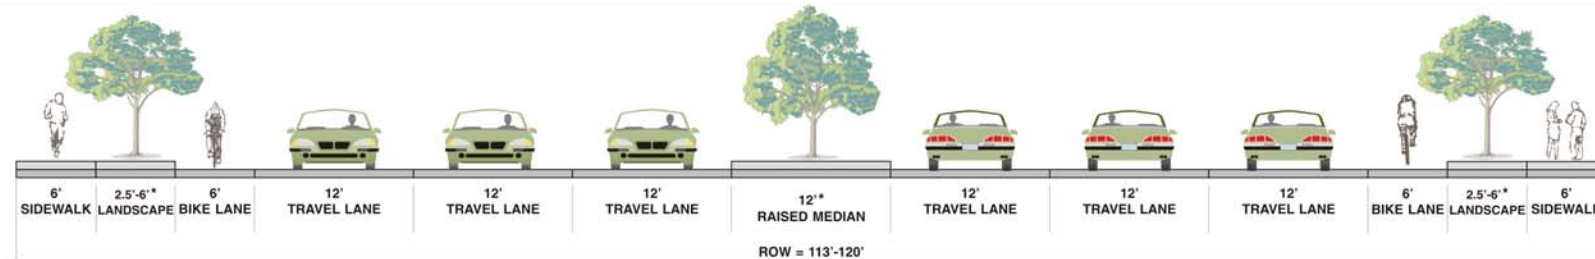 6'
SIDEWALK
2.5'-6'*
LANDSCAPE
6'
BIKE LANE
12'
TRAVEL LANE
12'
TRAVEL LANE
12'
TRAVEL LANE
12'*
RAISED MEDIAN
12'
TRAVEL LANE
12'
TRAVEL LANE
12'
TRAVEL LANE
6'
BIKE LANE
2.5'-6'*
LANDSCAPE
6'
SIDEWALK
ROW = 113'-120'